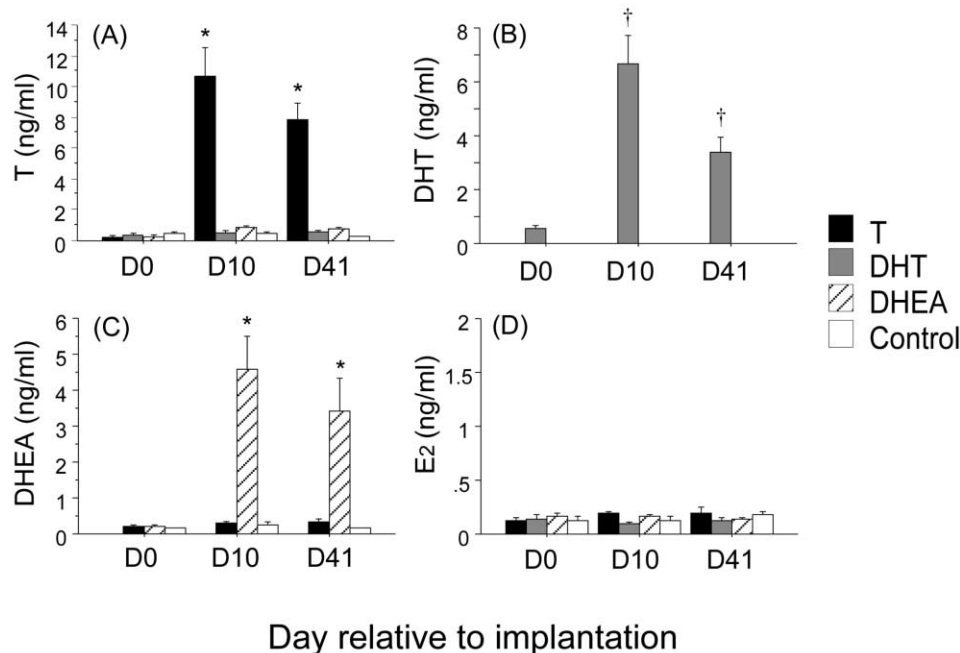 (A)
T (ng/ml)
14
12
10
8
6
4
2
0
*
*
D0 D10 D41
(B)
DHT (ng/ml)
8
6
4
2
0
†
†
D0 D10 D41
T
DHT
DHEA
Control
(C)
DHEA (ng/ml)
6
5
4
3
2
1
0
*
*
D0 D10 D41
(D)
E2 (ng/ml)
2
1.5
1
.5
0
D0 D10 D41
Day relative to implantation